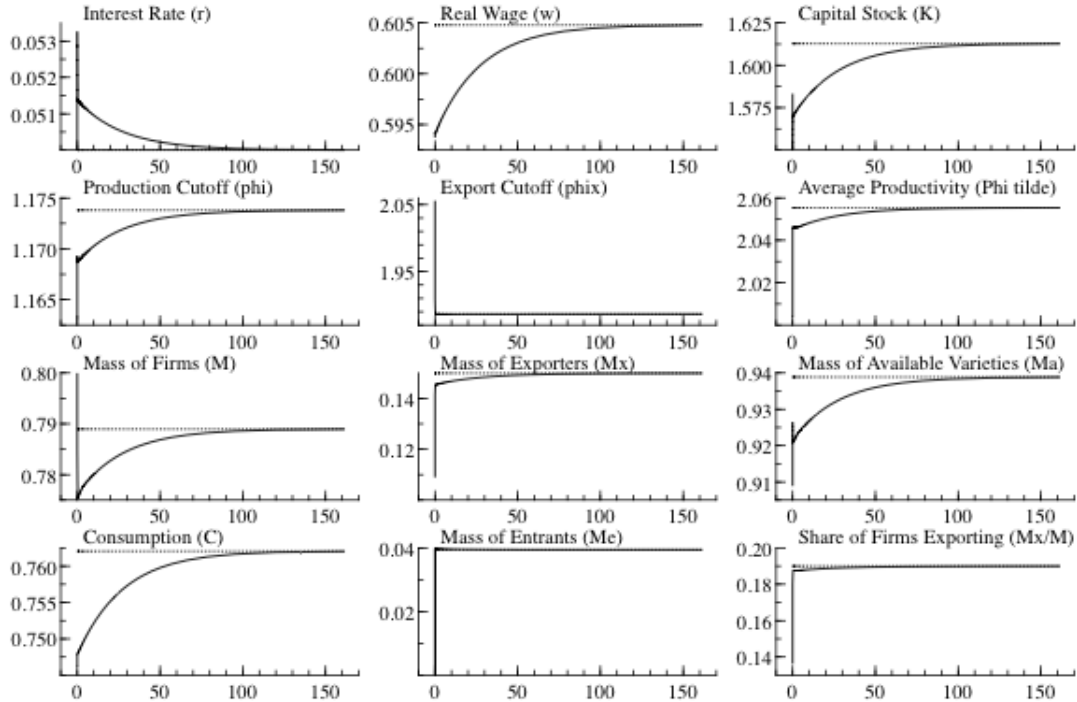 Interest Rate (r)
0.053
0.052
0.051
0 50 100 150
Real Wage (w)
0.605
0.600
0.595
0 50 100 150
Capital Stock (K)
1.625
1.600
1.575
0 50 100 150
Production Cutoff (phi)
1.175
1.170
1.165
0 50 100 150
Export Cutoff (phix)
2.05
1.95
0 50 100 150
Average Productivity (Phi tilde)
2.06
2.04
2.02
0 50 100 150
Mass of Firms (M)
0.80
0.79
0.78
0 50 100 150
Mass of Exporters (Mx)
0.14
0.12
0 50 100 150
Mass of Available Varieties (Ma)
0.94
0.93
0.92
0.91
0 50 100 150
Consumption (C)
0.760
0.755
0.750
0 50 100 150
Mass of Entrants (Me)
0.04
0.02
0 50 100 150
Share of Firms Exporting (Mx/M)
0.20
0.18
0.16
0.14
0 50 100 150